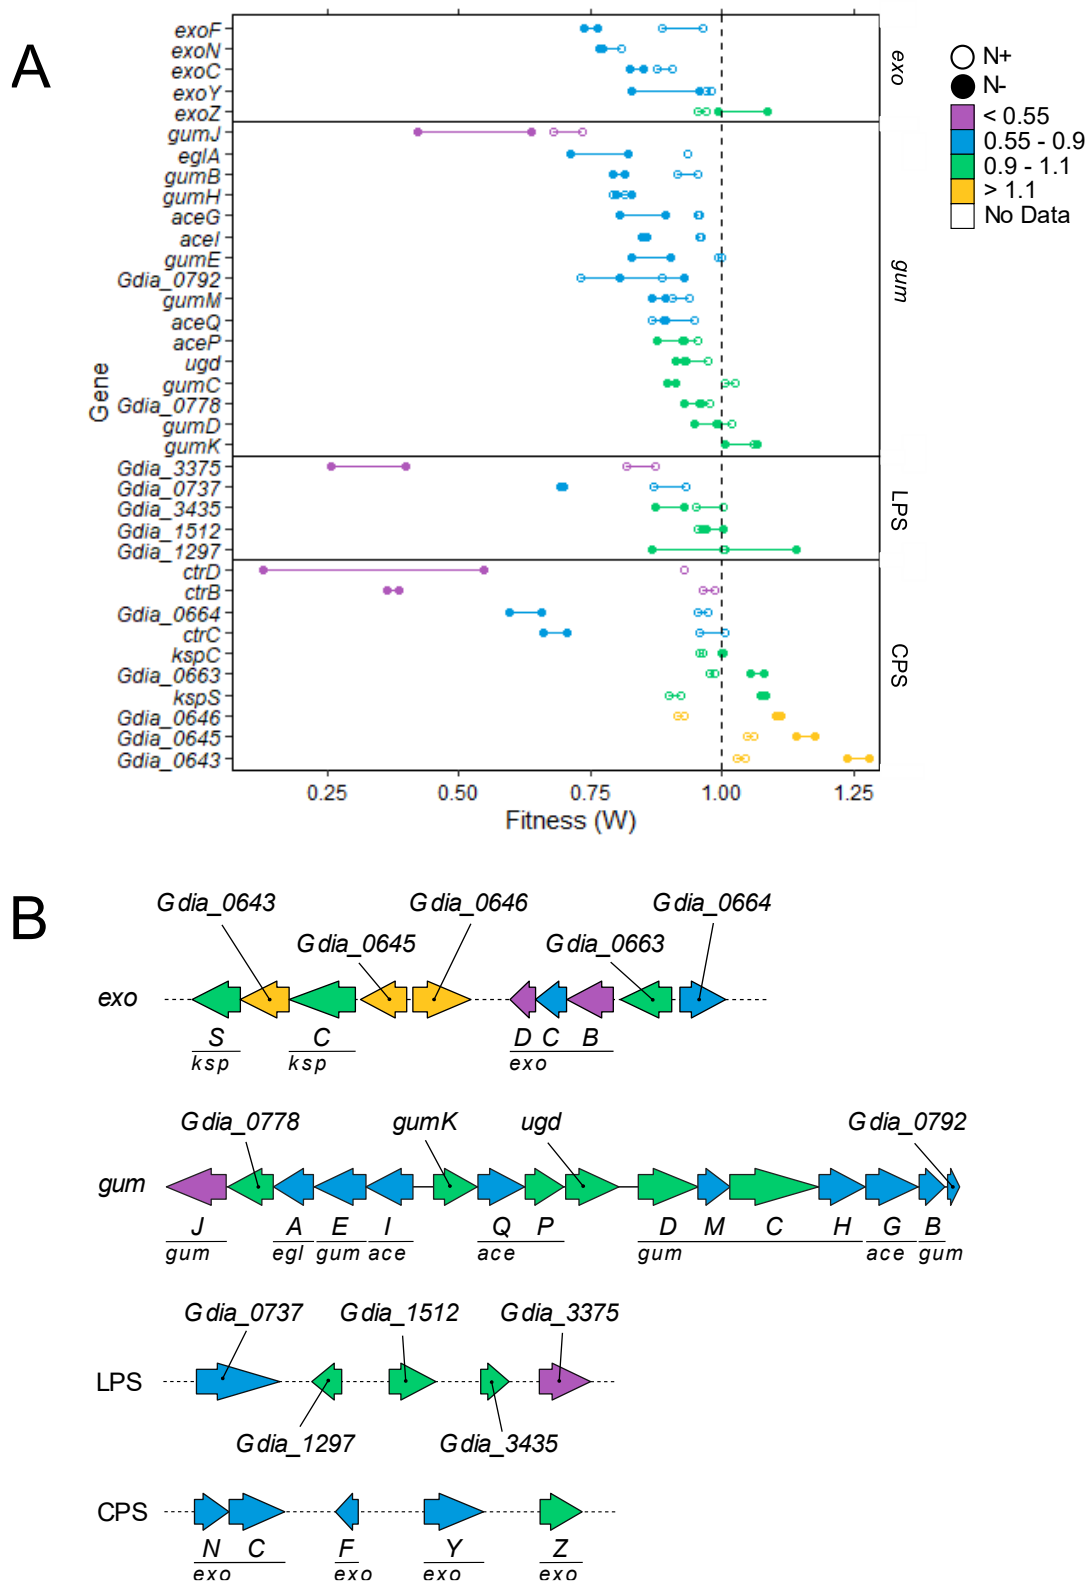 A
exoF
exoN
exoC
exoY
exoZ
exo
gumJ
eglA
gumB
gumH
aceG
aceI
gumE
Gdia_0792
gumM
aceQ
aceP
ugd
gumC
Gdia_0778
gumD
gumK
gum
Gdia_3375
Gdia_0737
Gdia_3435
Gdia_1512
Gdia_1297
LPS
ctrD
ctrB
Gdia_0664
ctrC
kspC
Gdia_0663
kspS
Gdia_0646
Gdia_0645
Gdia_0643
CPS
Gene
0.25 0.50 0.75 1.00 1.25
Fitness (W)
N+
N-
< 0.55
0.55 - 0.9
0.9 - 1.1
> 1.1
No Data
B
Gdia_0643 Gdia_0646 Gdia_0664
Gdia_0645 Gdia_0663
exo
S C D C B
ksp ksp exo
Gdia_0778 gumK ugd Gdia_0792
gum
J A E I Q P D M C H G B
gum egl gum ace ace gum ace gum
Gdia_0737 Gdia_1512 Gdia_3375
LPS
Gdia_1297 Gdia_3435
CPS
N C F Y Z
exo exo exo exo